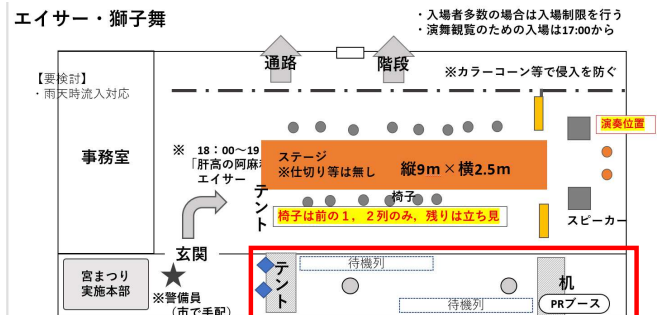 エイサー・獅子舞
・入場者多数の場合は入場制限を行う
・演舞観覧のための入場は17:00から
通路
階段
※カラーコーン等で侵入を防ぐ
【要検討】
・雨天時流入対応
演奏位置
事務室
※ 18：00～19
「肝高の阿麻
エイサー
ステージ
※仕切り等は無し
縦9m×横2.5m
テント
椅子
椅子は前の１，２列のみ，残りは立ち見
スピーカー
玄関
宮まつり
実施本部
※警備員
（市で手配）
テント
待機列
待機列
机
PRブース